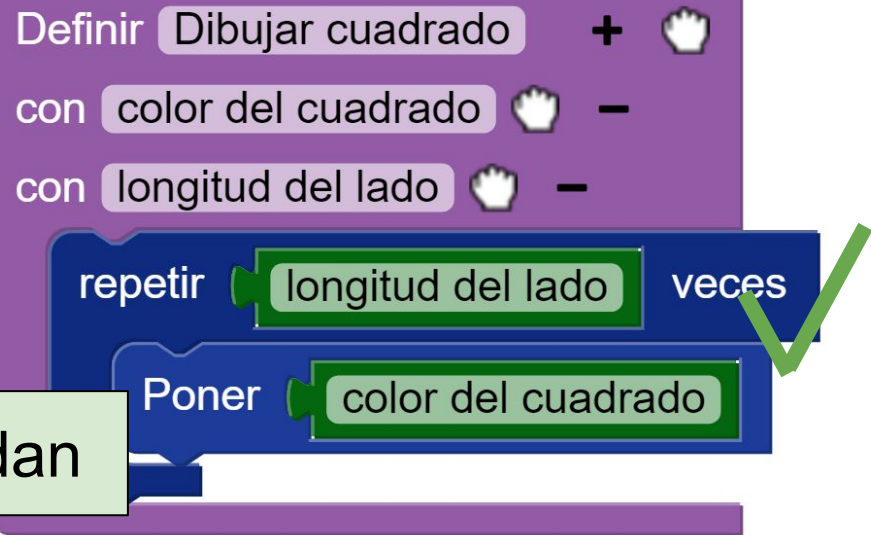 Definir Dibujar cuadrado +
con color del cuadrado −
con longitud del lado −
repetir longitud del lado veces
Poner color del cuadrado